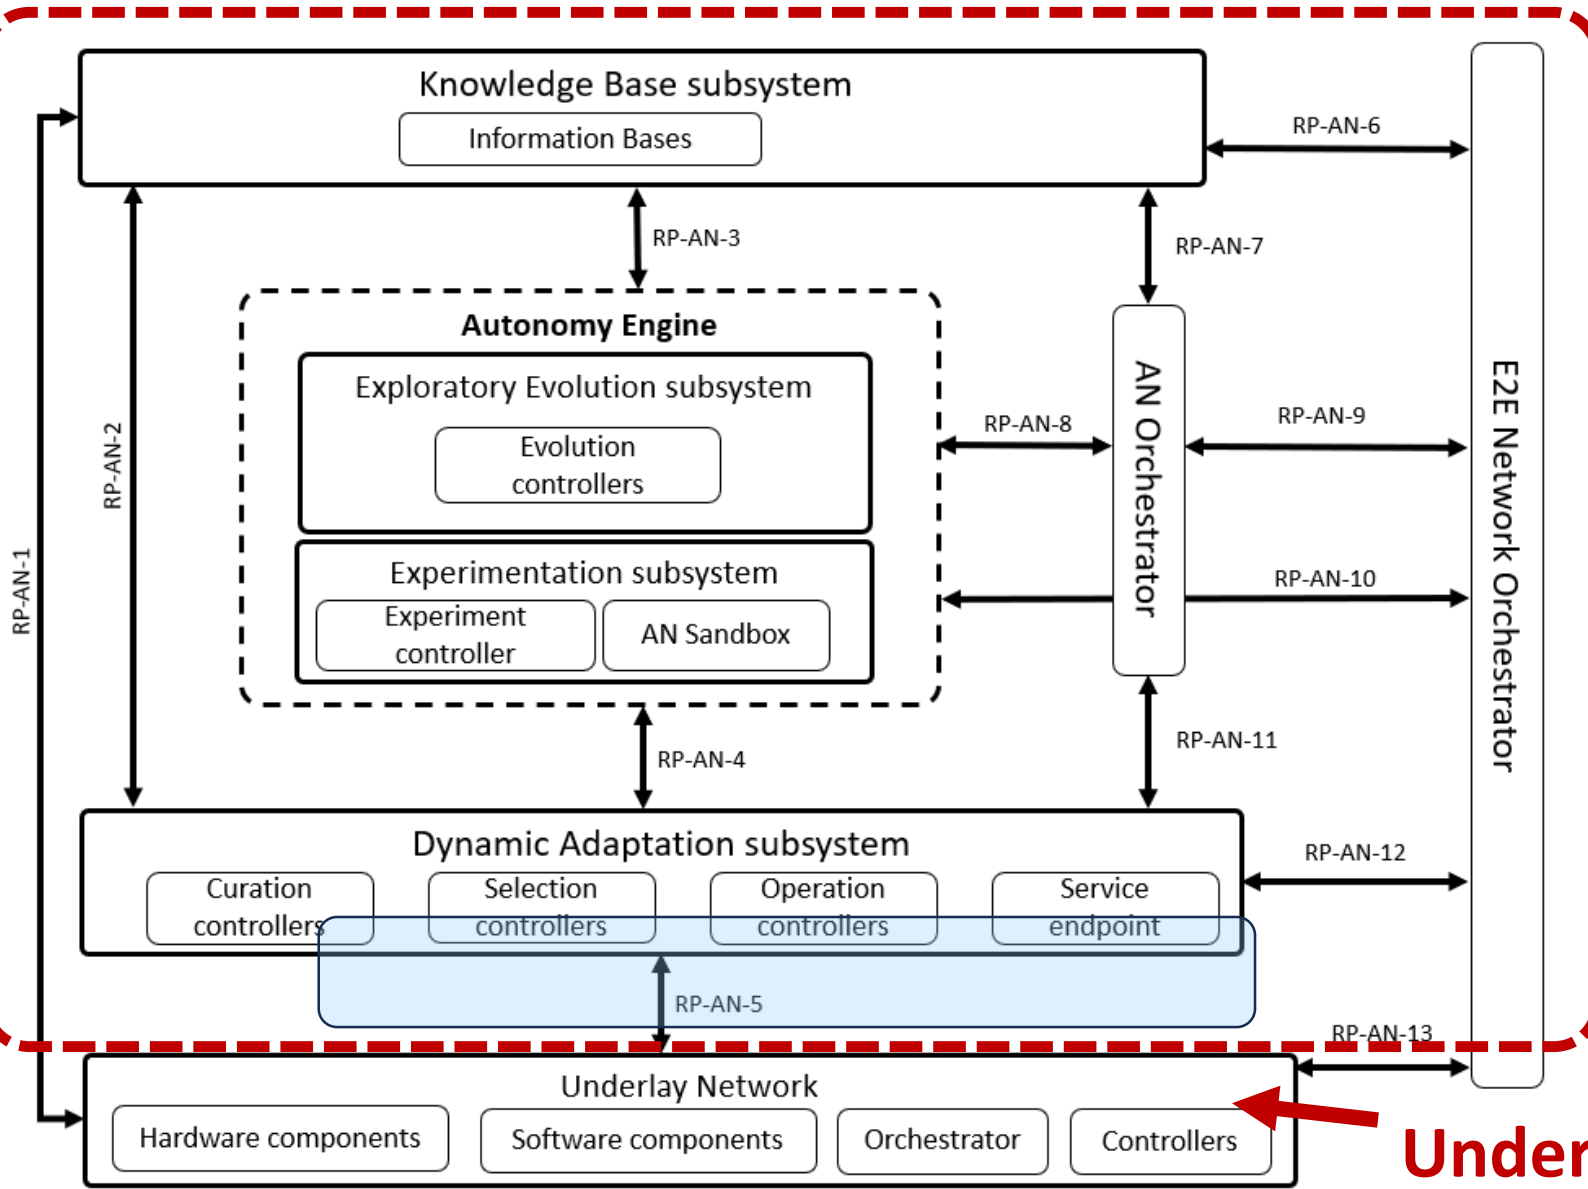 Knowledge Base subsystem
Information Bases
RP-AN-6
RP-AN-3
RP-AN-7
Autonomy Engine
Exploratory Evolution subsystem
Evolution
controllers
RP-AN-8
AN Orchestrator
RP-AN-9
E2E Network Orchestrator
RP-AN-2
RP-AN-1
Experimentation subsystem
Experiment
controller
AN Sandbox
RP-AN-10
RP-AN-4
RP-AN-11
Dynamic Adaptation subsystem
Curation
controllers
Selection
controllers
Operation
controllers
Service
endpoint
RP-AN-12
RP-AN-5
RP-AN-13
Underlay Network
Hardware components
Software components
Orchestrator
Controllers
Under